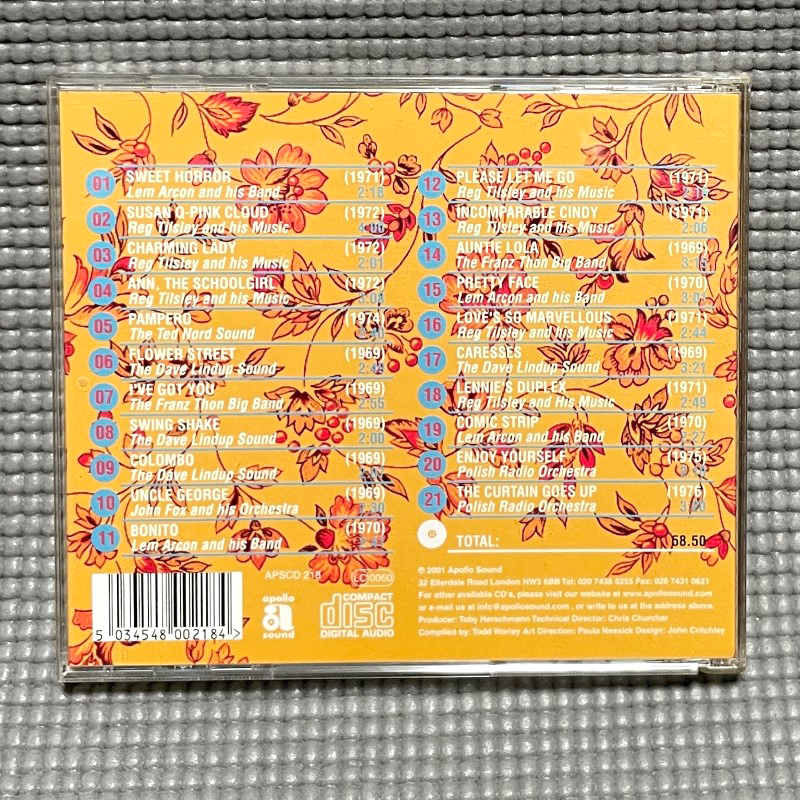 01 SWEET HORROR (1971)
Lem Arcon and his Band 2:18
02 SUSAN Q-PINK CLOUD (1972)
Reg Tilsley and his Music 4:00
03 CHARMING LADY (1972)
Reg Tilsley and his Music 2:01
04 ANN, THE SCHOOLGIRL (1972)
Reg Tilsley and his Music
05 PAMPERO (1974)
The Ted Nord Sound
06 FLOWER STREET (1969)
The Dave Lindup Sound
07 I'VE GOT YOU (1969)
The Franz Thon Big Band 2:55
08 SWING SHAKE (1969)
The Dave Lindup Sound 2:00
09 COLOMBO (1969)
The Dave Lindup Sound
10 UNCLE GEORGE (1969)
John Fox and his Orchestra
11 BONITO (1970)
Lem Arcon and his Band
12 PLEASE LET ME GO (1971)
Reg Tilsley and his Music
13 INCOMPARABLE CINDY (1971)
Reg Tilsley and his Music 2:06
14 AUNTIE LOLA (1969)
The Franz Thon Big Band
15 PRETTY FACE (1970)
Lem Arcon and his Band
16 LOVE'S SO MARVELLOUS (1971)
Reg Tilsley and his Music 2:44
17 CARESSES (1969)
The Dave Lindup Sound 3:21
18 LENNIE'S DUPLEX (1971)
Reg Tilsley and His Music 2:49
19 COMIC STRIP (1970)
Lem Arcon and his Band 2:27
20 ENJOY YOURSELF (1975)
Polish Radio Orchestra
21 THE CURTAIN GOES UP (1976)
Polish Radio Orchestra
TOTAL: 58.50
APSCD 218
LC 0060
5 034548 002184 >
apollo
a
sound
COMPACT
disc
DIGITAL AUDIO
© 2001 Apollo Sound
32 Ellerdale Road London NW3 6BB Tel: 020 7435 5255 Fax: 020 7431 0621
For other available CD's, please visit our website at www.apollosound.com
or e-mail us at info@apollosound.com , or write to us at the address above.
Producer: Toby Herschmann Technical Director: Chris Churcher
Compiled by: Todd Worley Art Direction: Paula Nessick Design: John Critchley